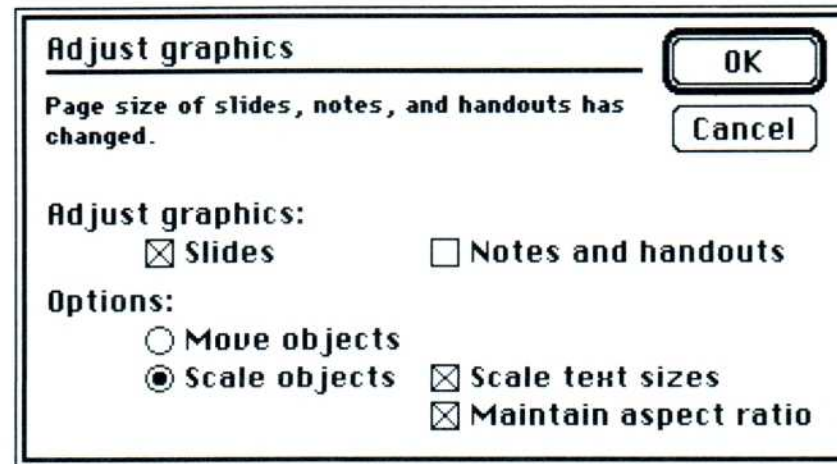 Adjust graphics
OK
Page size of slides, notes, and handouts has
changed.
Cancel
Adjust graphics:
Slides
Notes and handouts
Options:
Move objects
Scale objects
Scale text sizes
Maintain aspect ratio